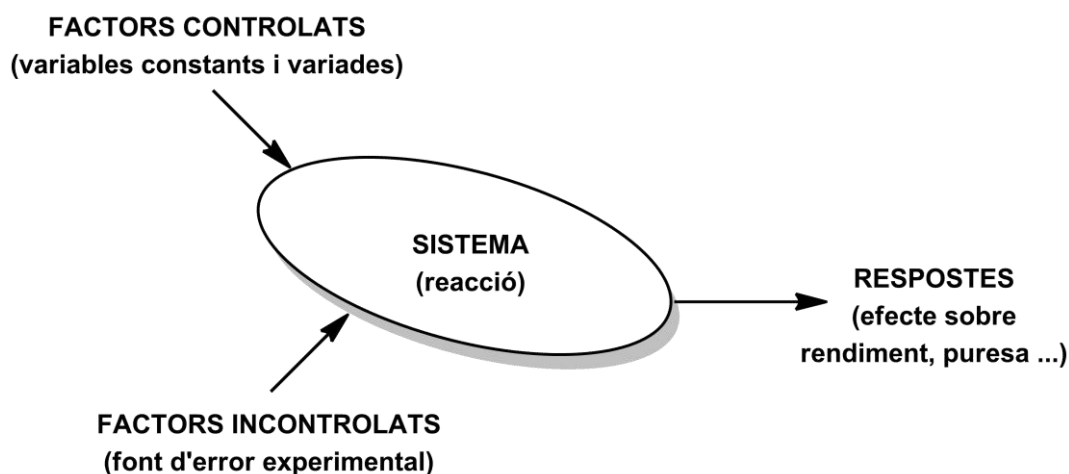 FACTORS CONTROLATS
(variables constants i variades)
SISTEMA
(reacció)
RESPOSTES
(efecte sobre
rendiment, puresa ...)
FACTORS INCONTROLATS
(font d'error experimental)